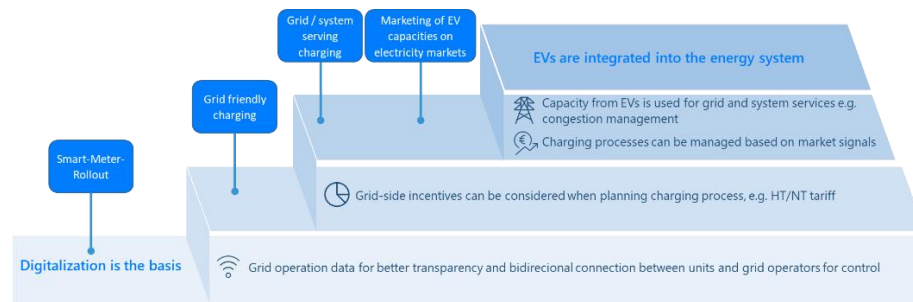 Grid / system
serving
charging
Marketing of EV
capacities on
electricity markets
EVs are integrated into the energy system
Grid friendly
charging
Capacity from EVs is used for grid and system services e.g.
congestion management
Charging processes can be managed based on market signals
Smart-Meter-
Rollout
Grid-side incentives can be considered when planning charging process, e.g. HT/NT tariff
Digitalization is the basis
Grid operation data for better transparency and bidirecional connection between units and grid operators for control